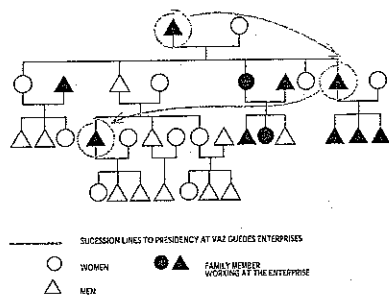 SUCESSION LINES TO PRESIDENCY AT VAZ GUEDES ENTERPRISES
WOMEN
FAMILY MEMBER
WORKING AT THE ENTERPRISE
MEN